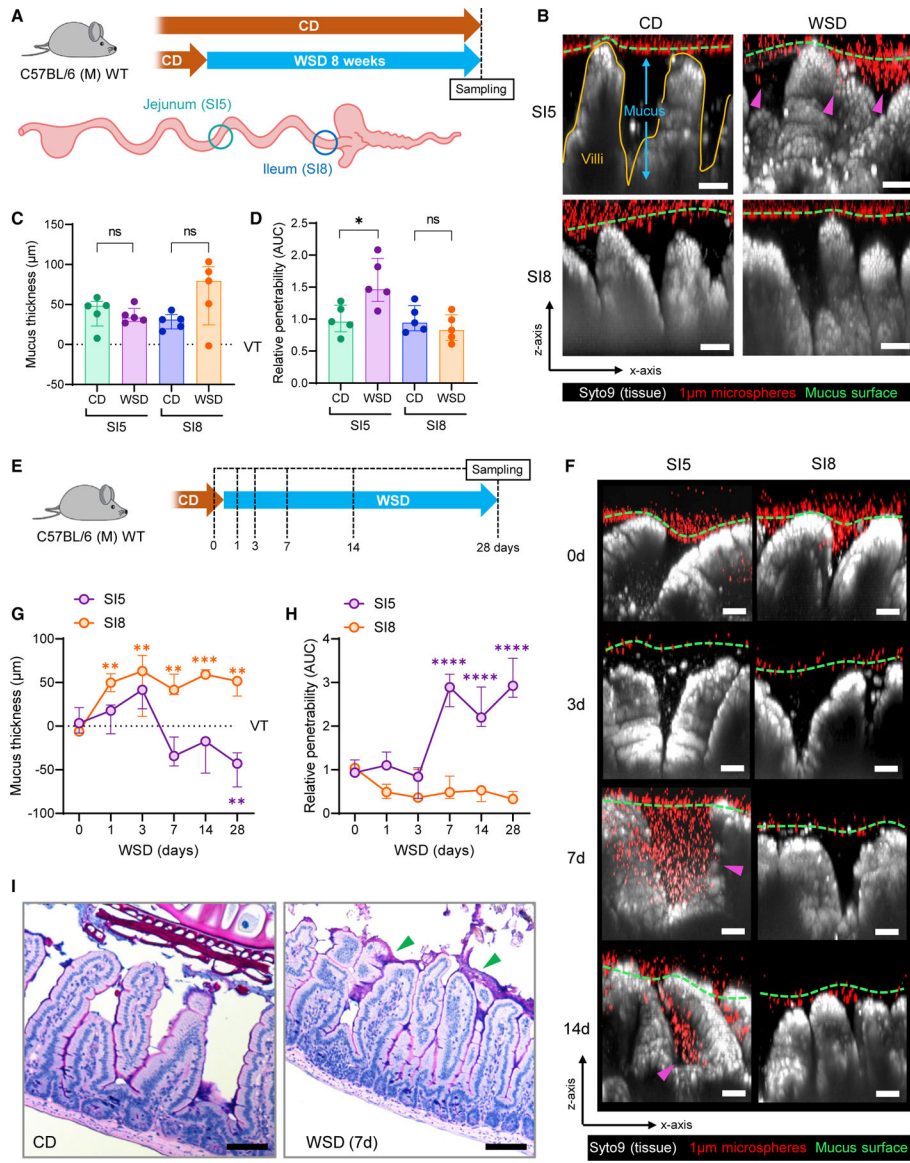 A
CD
CD
WSD 8 weeks
C57BL/6 (M) WT
Sampling
Jejunum (SI5)
Ileum (SI8)
B
CD
WSD
SI5
Mucus
Villi
SI8
z-axis
x-axis
Syto9 (tissue) 1µm microspheres Mucus surface
C
Mucus thickness (µm)
150
100
50
0
-50
ns
ns
VT
CD WSD CD WSD
SI5 SI8
D
Relative penetrability (AUC)
2.5
2.0
1.5
1.0
0.5
0.0
*
ns
CD WSD CD WSD
SI5 SI8
E
C57BL/6 (M) WT
CD
WSD
Sampling
0 1 3 7 14 28 days
F
SI5 SI8
0d
3d
7d
14d
z-axis
x-axis
Syto9 (tissue) 1µm microspheres Mucus surface
G
SI5
SI8
Mucus thickness (µm)
100
50
0
-50
-100
** ** ** *** **
**
VT
0 1 3 7 14 28
WSD (days)
H
SI5
SI8
Relative penetrability (AUC)
4
3
2
1
0
**** **** ****
0 1 3 7 14 28
WSD (days)
I
CD
WSD (7d)